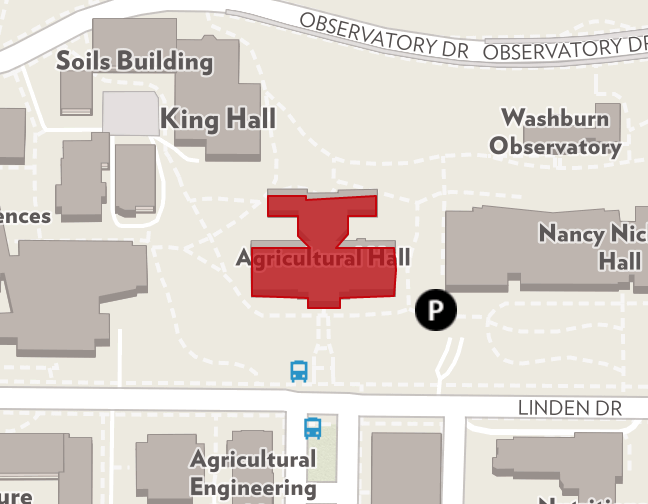 OBSERVATORY DR
OBSERVATORY DR
Soils Building
King Hall
Washburn
Observatory
ences
Agricultural Hall
Nancy Nic
Hall
P
LINDEN DR
Agricultural
Engineering
ure